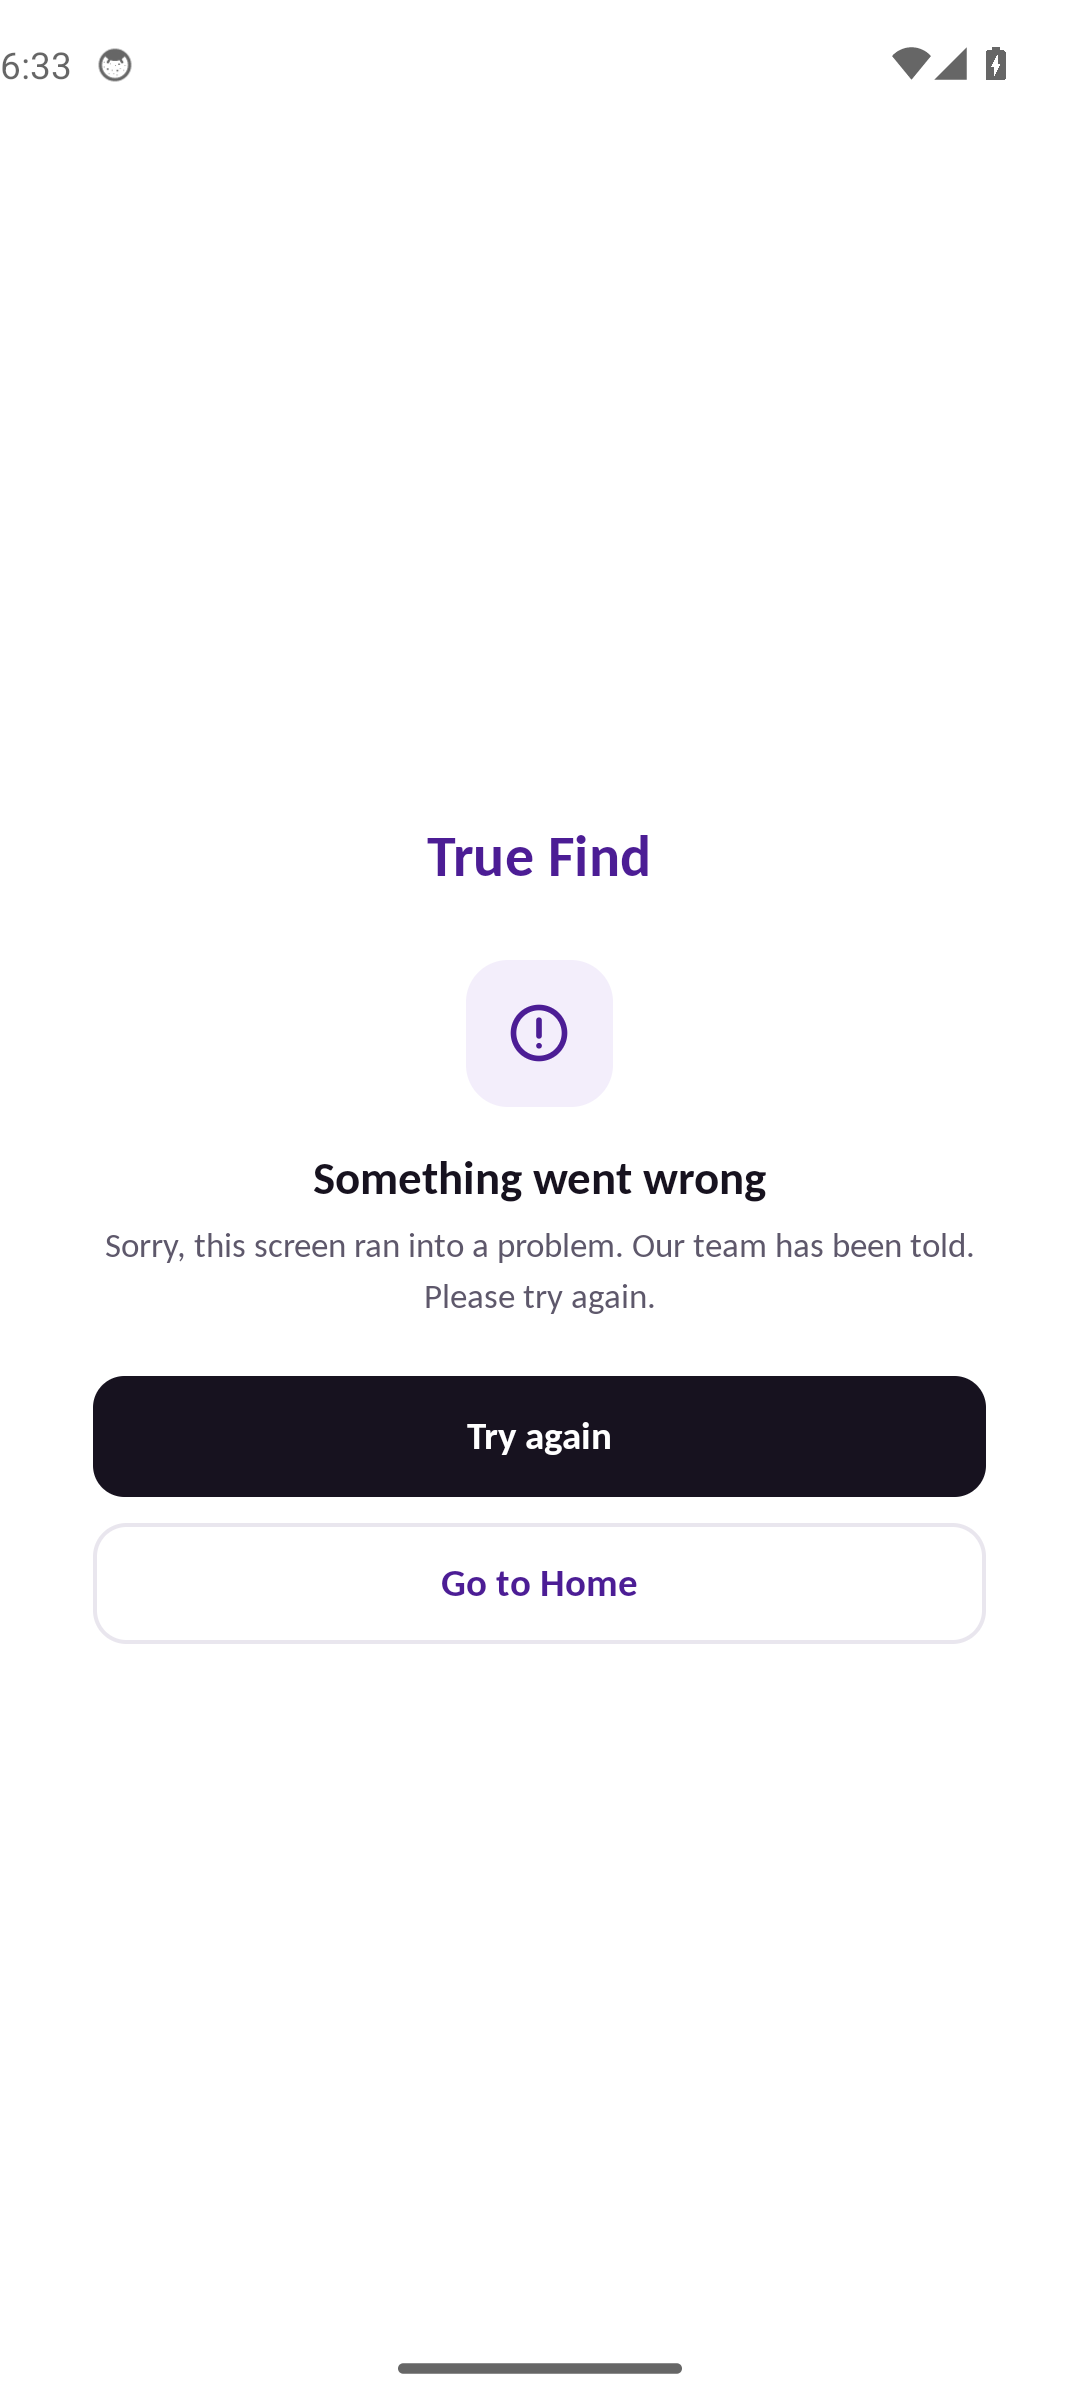 6:33
True Find
Something went wrong
Sorry, this screen ran into a problem. Our team has been told.
Please try again.
Try again
Go to Home